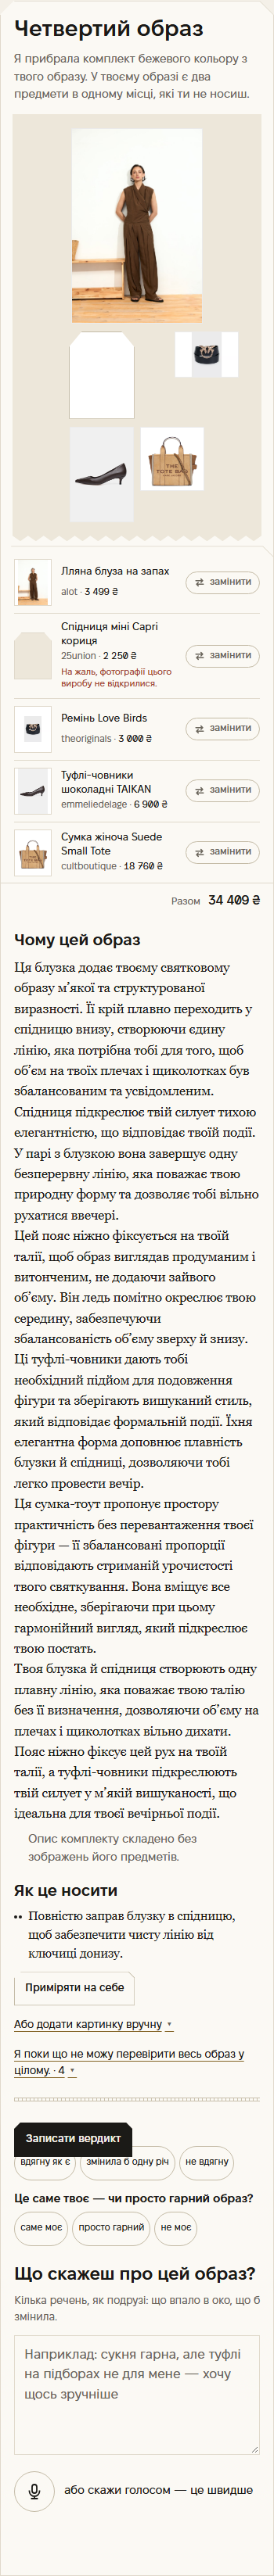 Четвертий образ
Я прибрала комплект бежевого кольору з
твого образу. У твоєму образі є два
предмети в одному місці, які ти не носиш.
THE
TOTE BAG
Лляна блуза на запах
alot · 3 499 ₴
замінити
Спідниця міні Capri
кориця
25union · 2 250 ₴
На жаль, фотографії цього
виробу не відкрилися.
замінити
Ремінь Love Birds
theoriginals · 3 000 ₴
замінити
Туфлі-човники
шоколадні TAIKAN
emmeliedelage · 6 900 ₴
замінити
Сумка жіноча Suede
Small Tote
cultboutique · 18 760 ₴
замінити
Разом 34 409 ₴
Чому цей образ
Ця блузка додає твоєму святковому
образу м’якої та структурованої
виразності. Її крій плавно переходить у
спідницю внизу, створюючи єдину
лінію, яка потрібна тобі для того, щоб
об’єм на твоїх плечах і щиколотках був
збалансованим та усвідомленим.
Спідниця підкреслює твій силует тихою
елегантністю, що відповідає твоїй події.
У парі з блузкою вона завершує одну
безперервну лінію, яка поважає твою
природну форму та дозволяє тобі вільно
рухатися ввечері.
Цей пояс ніжно фіксується на твоїй
талії, щоб образ виглядав продуманим і
витонченим, не додаючи зайвого
об’єму. Він ледь помітно окреслює твою
середину, забезпечуючи
збалансованість об’єму зверху й знизу.
Ці туфлі-човники дають тобі
необхідний підйом для подовження
фігури та зберігають вишуканий стиль,
який відповідає формальній події. Їхня
елегантна форма доповнює плавність
блузки й спідниці, дозволяючи тобі
легко провести вечір.
Ця сумка-тоут пропонує простору
практичність без перевантаження твоєї
фігури — її збалансовані пропорції
відповідають стриманій урочистості
твого святкування. Вона вміщує все
необхідне, зберігаючи при цьому
гармонійний вигляд, який підкреслює
твою постать.
Твоя блузка й спідниця створюють одну
плавну лінію, яка поважає твою талію
без її визначення, дозволяючи об’єму на
плечах і щиколотках вільно дихати.
Пояс ніжно фіксує цей рух на твоїй
талії, а туфлі-човники підкреслюють
твій силует у м’якій вишуканості, що
ідеальна для твоєї вечірньої події.
Опис комплекту складено без
зображень його предметів.
Як це носити
Повністю заправ блузку в спідницю,
щоб забезпечити чисту лінію від
ключиці донизу.
Приміряти на себе
Або додати картинку вручну
Я поки що не можу перевірити весь образ у
цілому. · 4
Записати вердикт
вдягну як є
змінила б одну річ
не вдягну
Це саме твоє — чи просто гарний образ?
саме моє
просто гарний
не моє
Що скажеш про цей образ?
Кілька речень, як подрузі: що впало в око, що б
змінила.
Наприклад: сукня гарна, але туфлі
на підборах не для мене — хочу
щось зручніше
або скажи голосом — це швидше